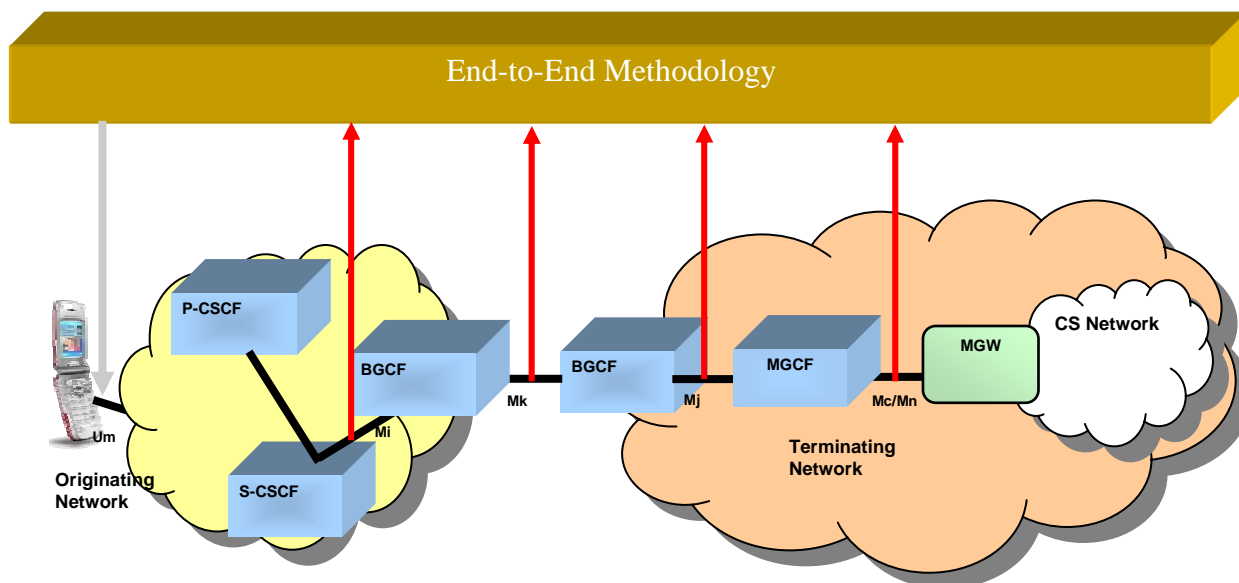 End-to-End Methodology
P-CSCF
CS Network
BGCF
BGCF
MGCF
MGW
Mk
Mj
Mc/Mn
Um
Mi
Originating
Network
S-CSCF
Terminating
Network